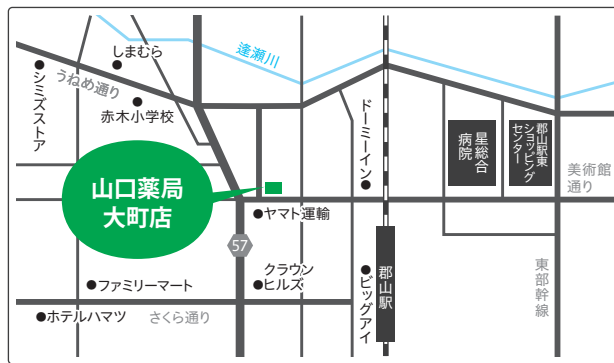 しまむら
逢瀬川
うねめ通り
シミズストア
赤木小学校
ドーミーイン
星総合
病院
郡山駅東
ショッピング
センター
美術館
通り
山口薬局
大町店
ヤマト運輸
57
郡山駅
クラウン
ヒルズ
ファミリーマート
ビッグアイ
東部幹線
ホテルハマツ
さくら通り